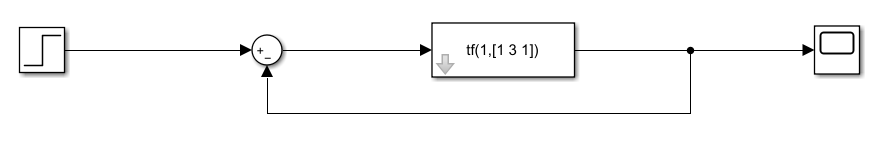 +
−
tf(1,[1 3 1])